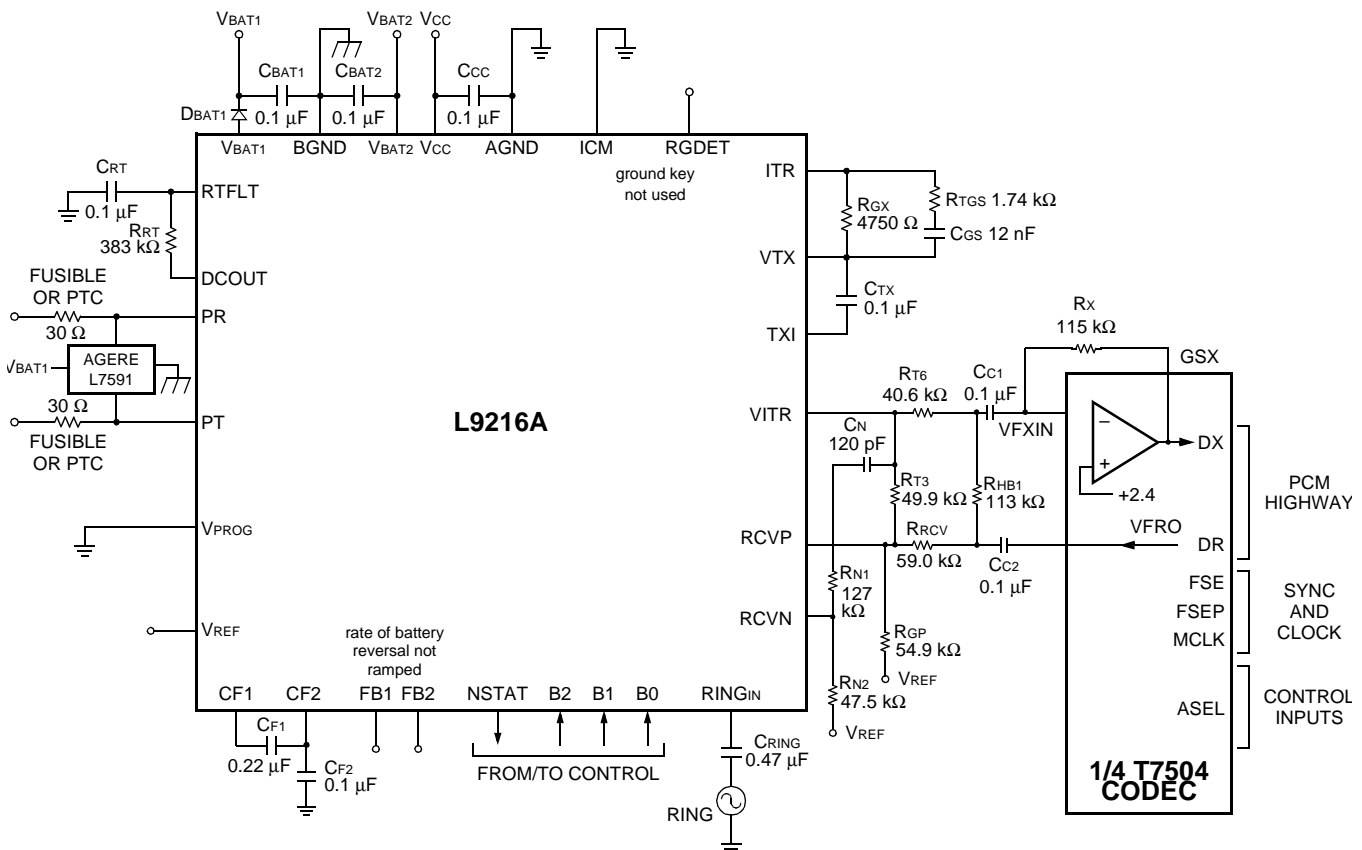 VBAT1
VBAT2
VCC
CBAT1
CBAT2
CCC
0.1 µF
0.1 µF
0.1 µF
DBAT1
VBAT1
BGND
VBAT2
VCC
AGND
ICM
RGDET
ground key
not used
CRT
0.1 µF
RTFLT
RRT
383 kΩ
DCOUT
FUSIBLE
OR PTC
30 Ω
PR
VBAT1
AGERE
L7591
30 Ω
PT
FUSIBLE
OR PTC
L9216A
VPROG
VREF
rate of battery
reversal not
ramped
CF1
CF2
FB1
FB2
NSTAT
B2
B1
B0
RINGIN
CF1
0.22 µF
CF2
0.1 µF
FROM/TO CONTROL
CRING
0.47 µF
RING
ITR
RGX
4750 Ω
RTGS 1.74 kΩ
CGS 12 nF
VTX
CTX
0.1 µF
TXI
RX
115 kΩ
GSX
RT6
40.6 kΩ
CC1
0.1 µF
VITR
VFXIN
CN
120 pF
RT3
49.9 kΩ
RHB1
113 kΩ
−
+
+2.4
DX
PCM
HIGHWAY
VFRO
DR
RCVP
RRCV
59.0 kΩ
CC2
0.1 µF
RN1
127
kΩ
RCVN
RGP
54.9 kΩ
VREF
RN2
47.5 kΩ
VREF
FSE
FSEP
MCLK
SYNC
AND
CLOCK
ASEL
CONTROL
INPUTS
1/4 T7504
CODEC